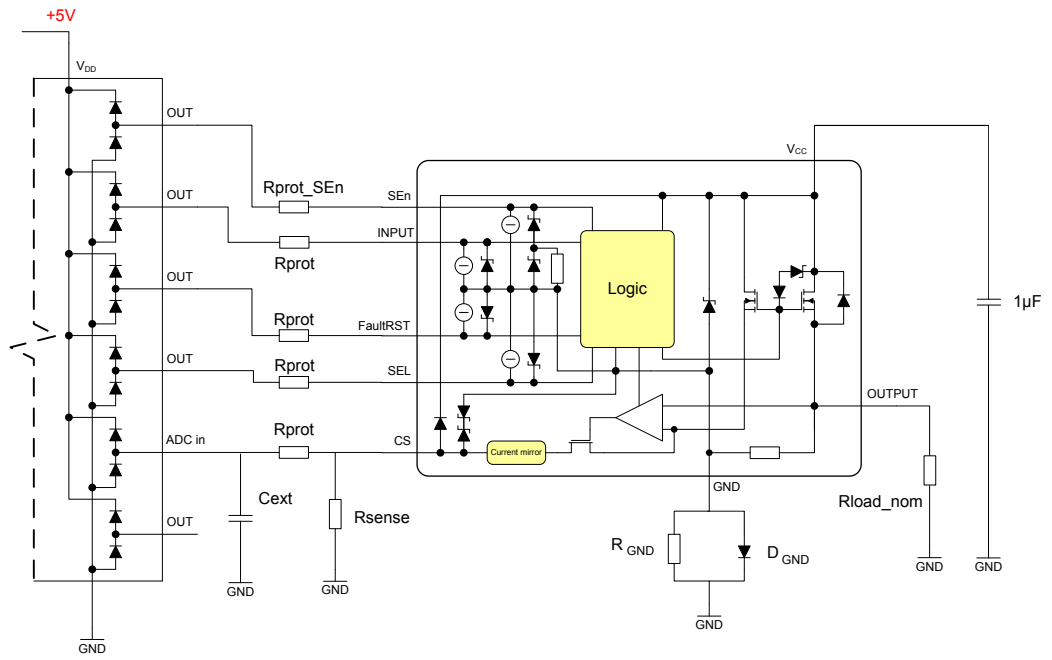 +5V
VDD
OUT
VCC
Rprot_SEn
SEn
OUT
INPUT
Rprot
Logic
1µF
OUT
Rprot
FaultRST
OUT
Rprot
SEL
OUTPUT
ADC in
Rprot
CS
Current mirror
GND
Cext
Rsense
Rload_nom
OUT
R GND
D GND
GND
GND
GND
GND
GND
GND